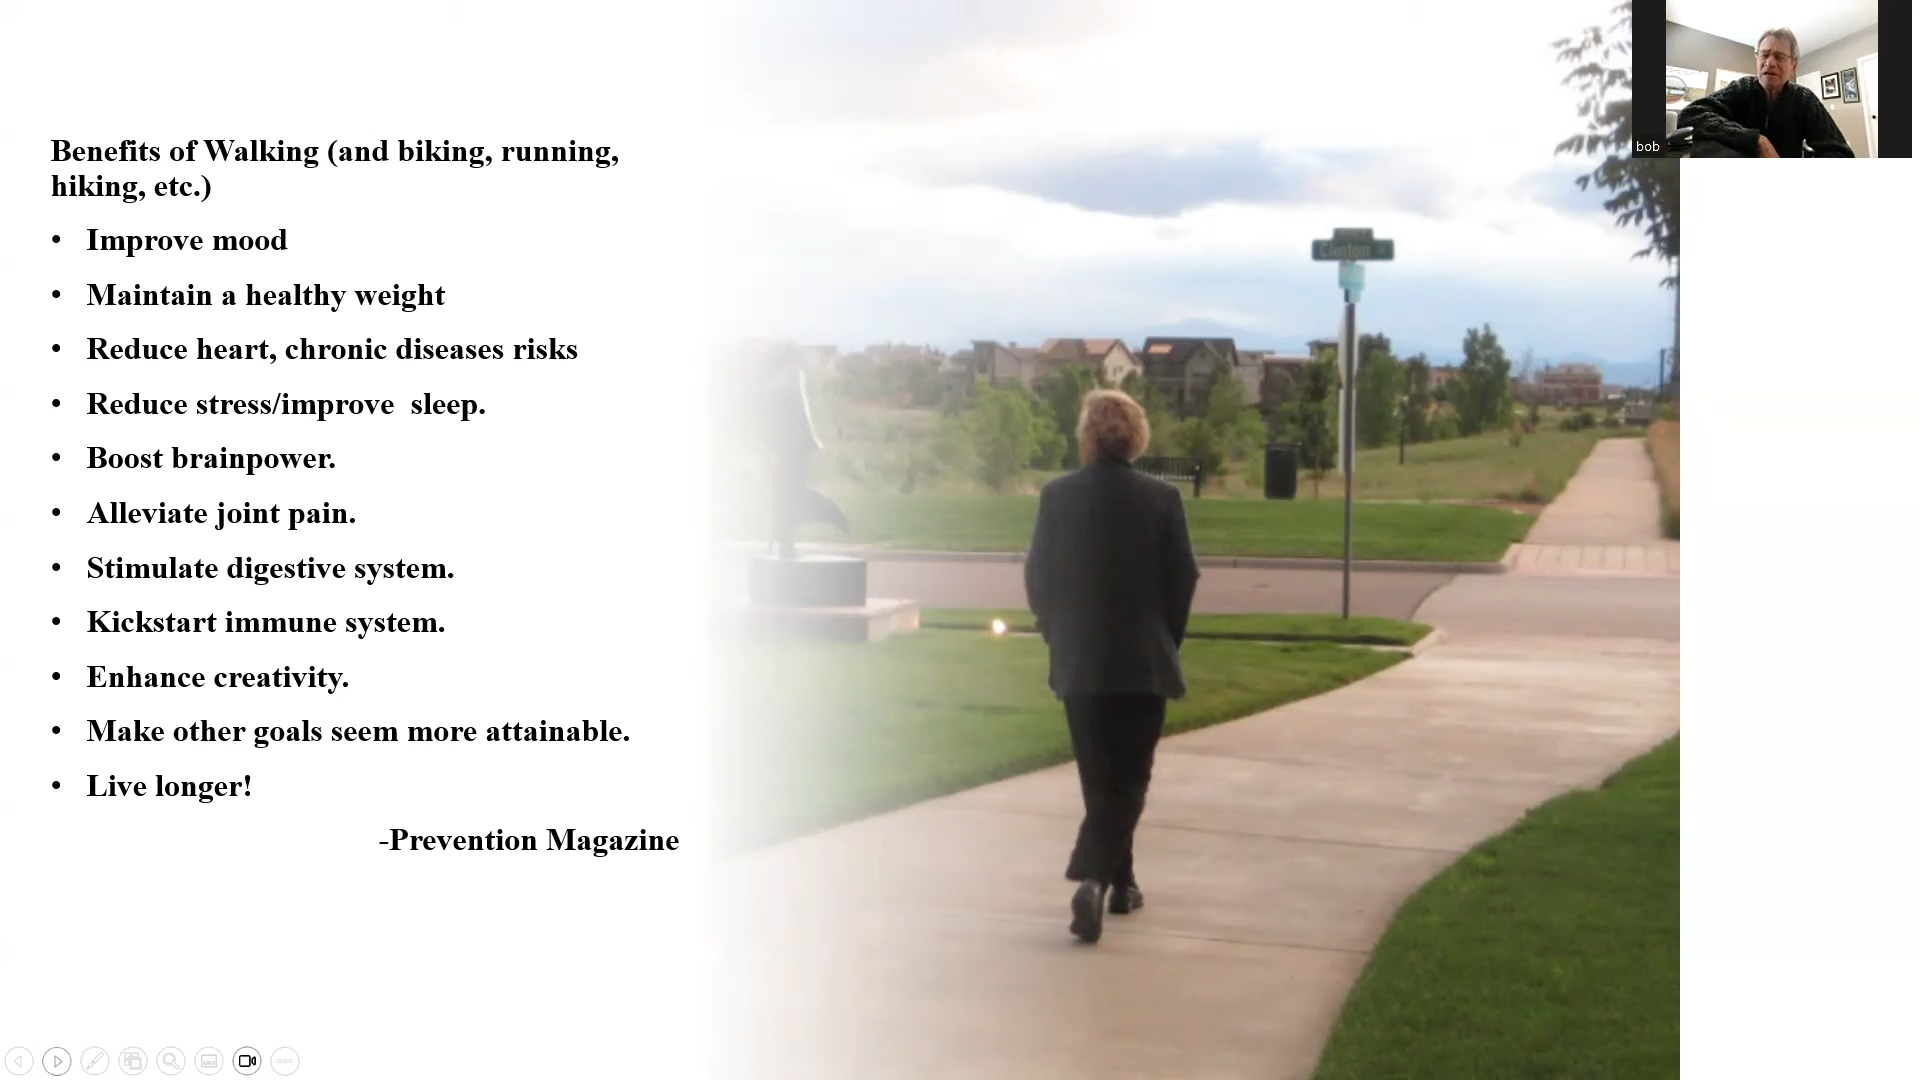 Benefits of Walking (and biking, running,
hiking, etc.)
• Improve mood
• Maintain a healthy weight
• Reduce heart, chronic diseases risks
• Reduce stress/improve  sleep.
• Boost brainpower.
• Alleviate joint pain.
• Stimulate digestive system.
• Kickstart immune system.
• Enhance creativity.
• Make other goals seem more attainable.
• Live longer!
-Prevention Magazine
Clinton
bob